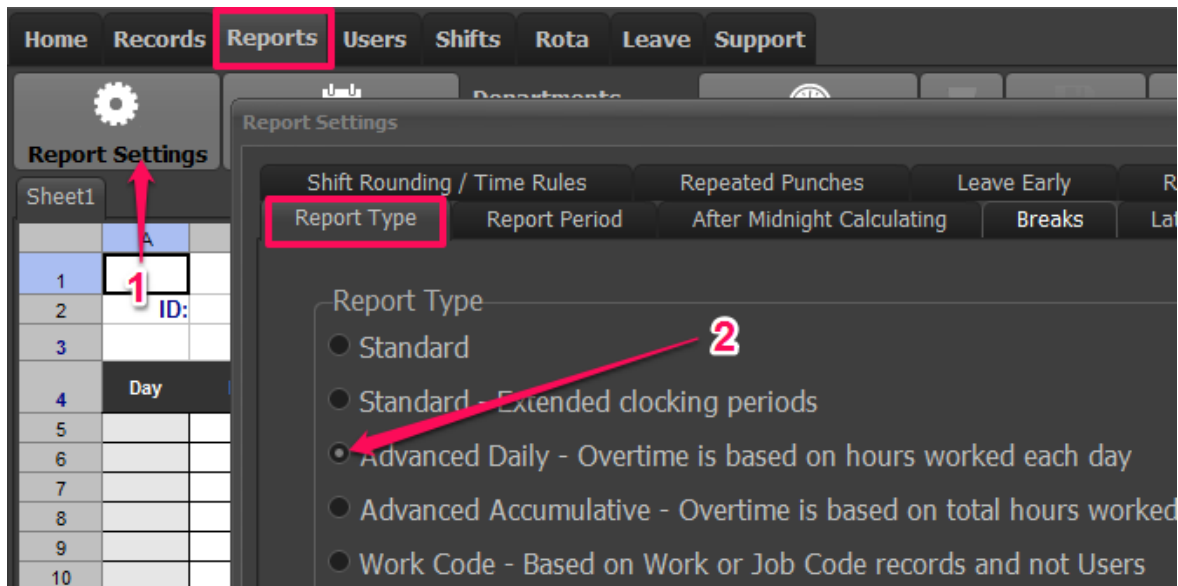 Home Records Reports Users Shifts Rota Leave Support
Departments
Report Settings
Report Settings
Sheet1
Shift Rounding / Time Rules Repeated Punches Leave Early R
Report Type Report Period After Midnight Calculating Breaks Lat
A
1
1
2 ID:
3
4 Day
5
6
7
8
9
10
Report Type
2
Standard
Standard - Extended clocking periods
Advanced Daily - Overtime is based on hours worked each day
Advanced Accumulative - Overtime is based on total hours worked
Work Code - Based on Work or Job Code records and not Users